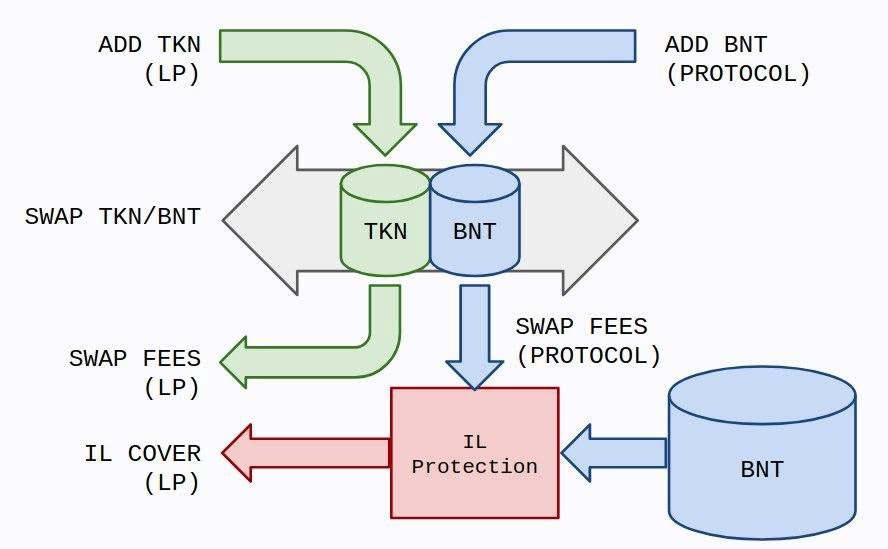 ADD TKN
(LP)
ADD BNT
(PROTOCOL)
SWAP TKN/BNT
TKN
BNT
SWAP FEES
(PROTOCOL)
SWAP FEES
(LP)
IL COVER
(LP)
IL
Protection
BNT